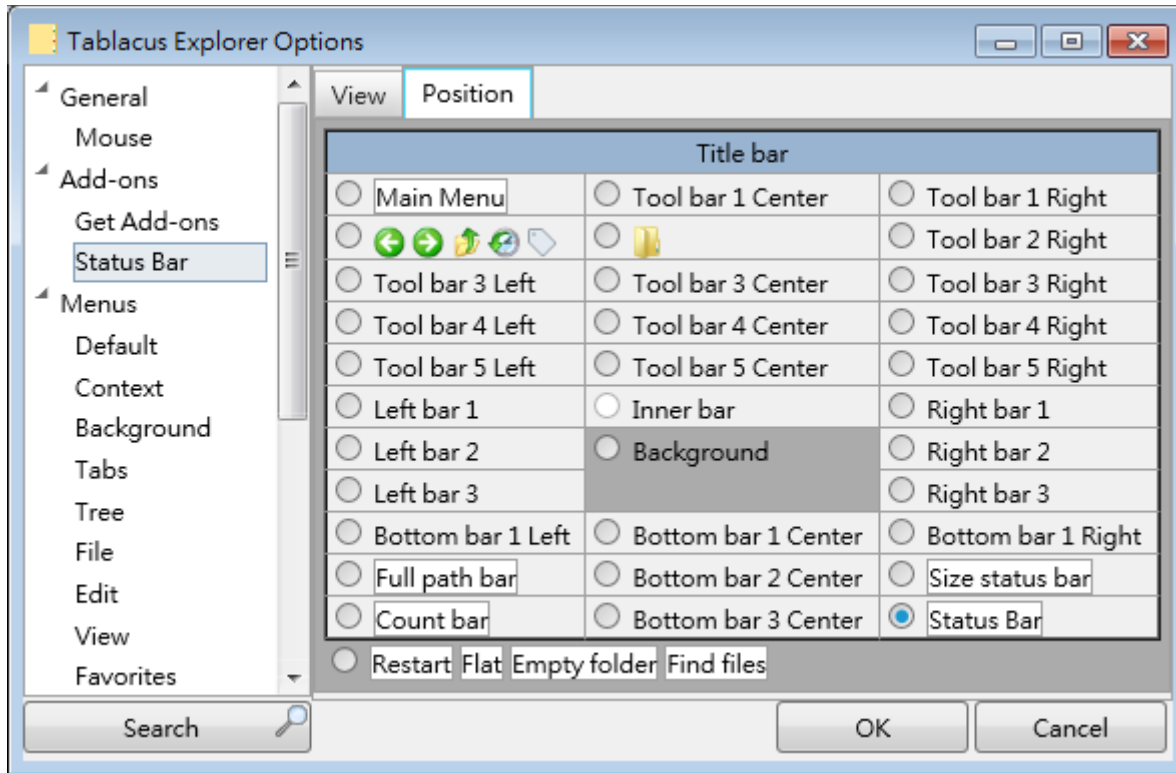 Tablacus Explorer Options
General
Mouse
Add-ons
Get Add-ons
Status Bar
Menus
Default
Context
Background
Tabs
Tree
File
Edit
View
Favorites
Search
View Position
Title bar
Main Menu Tool bar 1 Center Tool bar 1 Right
Tool bar 2 Right
Tool bar 3 Left Tool bar 3 Center Tool bar 3 Right
Tool bar 4 Left Tool bar 4 Center Tool bar 4 Right
Tool bar 5 Left Tool bar 5 Center Tool bar 5 Right
Left bar 1 Inner bar Right bar 1
Left bar 2 Background Right bar 2
Left bar 3 Right bar 3
Bottom bar 1 Left Bottom bar 1 Center Bottom bar 1 Right
Full path bar Bottom bar 2 Center Size status bar
Count bar Bottom bar 3 Center Status Bar
Restart Flat Empty folder Find files
OK Cancel